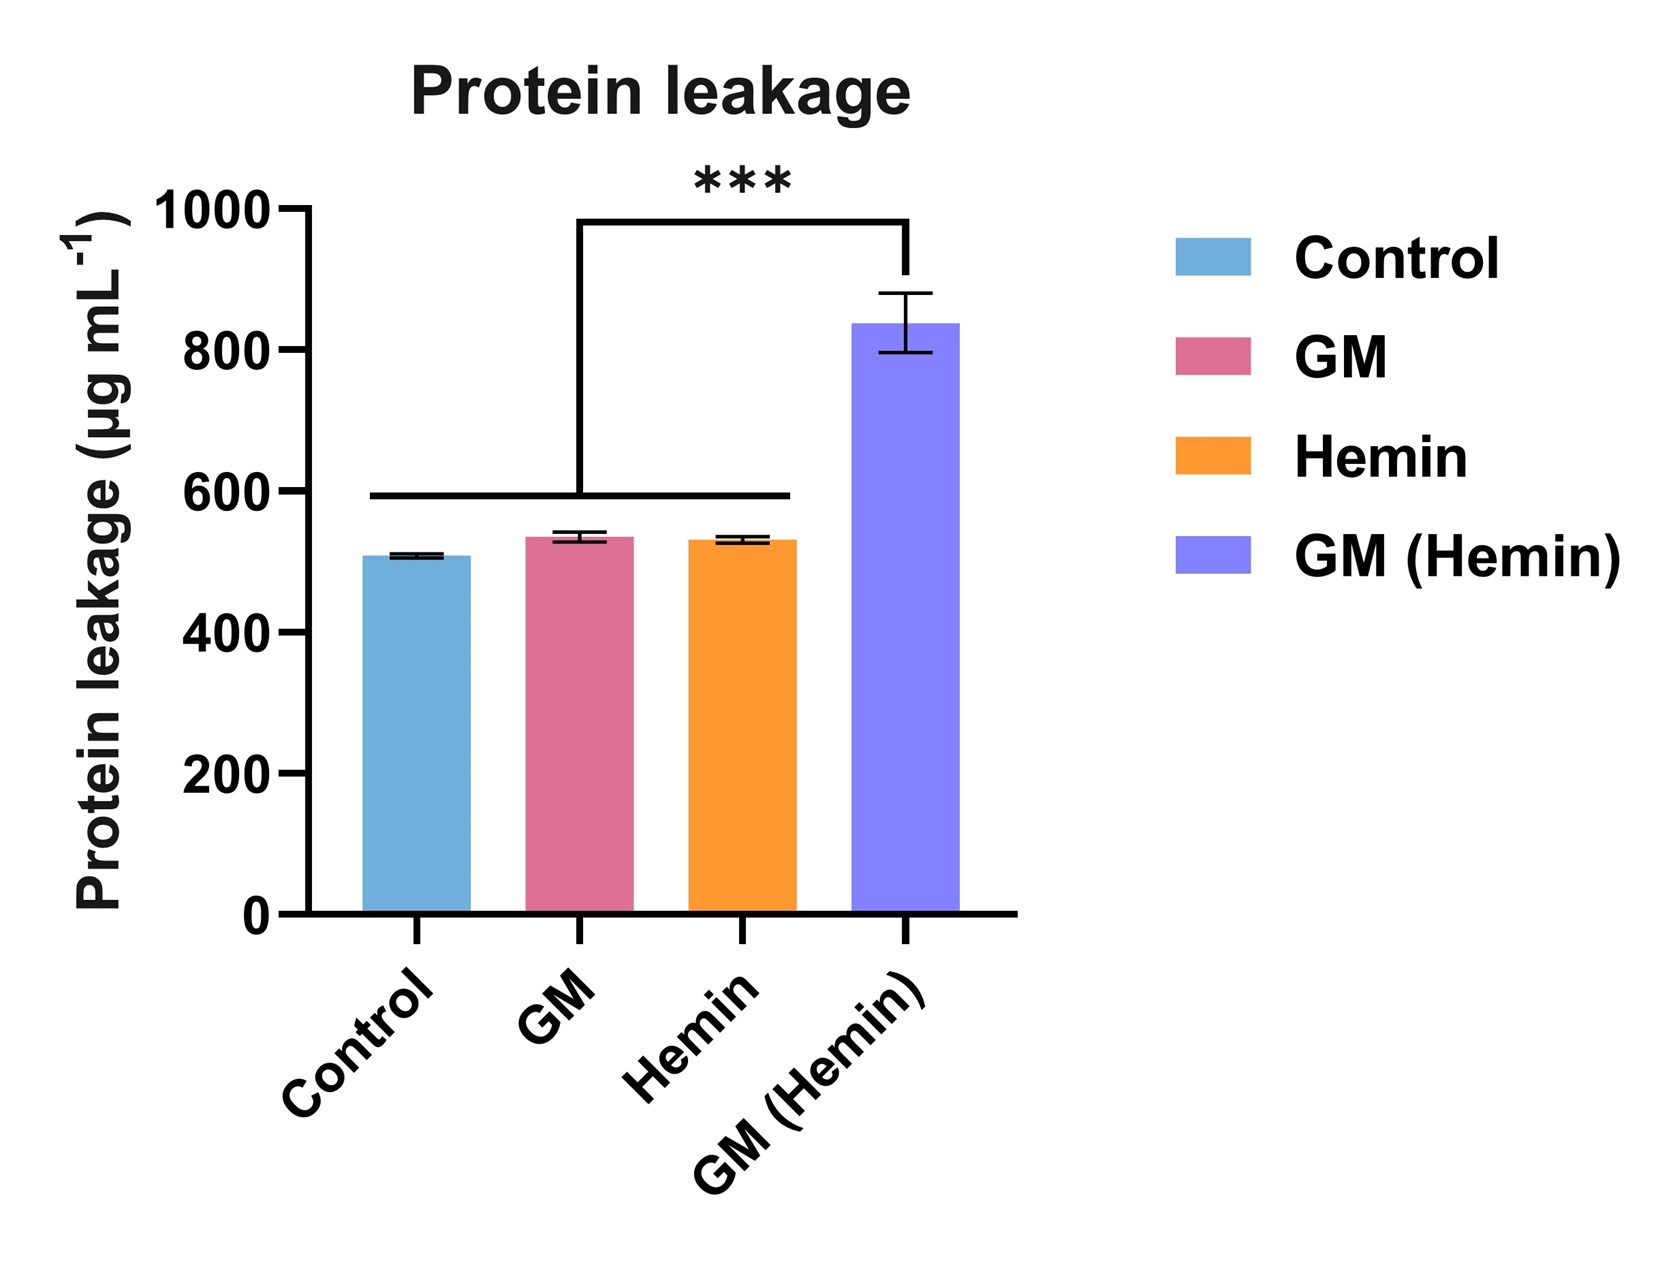 Protein leakage
***
Protein leakage (µg mL⁻¹)
1000
800
600
400
200
0
Control
GM
Hemin
GM (Hemin)
Control
GM
Hemin
GM (Hemin)